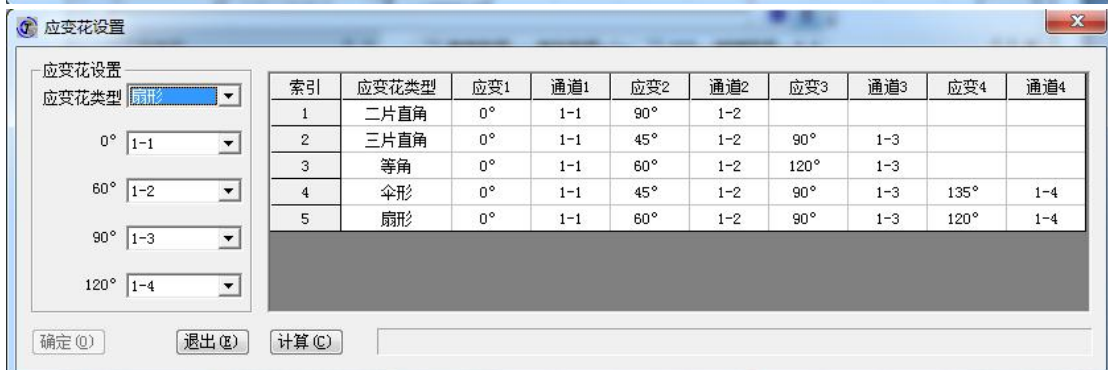 应变花设置
应变花设置
应变花类型 扇形
0° 1-1
60° 1-2
90° 1-3
120° 1-4
索引 应变花类型 应变1 通道1 应变2 通道2 应变3 通道3 应变4 通道4
1 二片直角 0° 1-1 90° 1-2
2 三片直角 0° 1-1 45° 1-2 90° 1-3
3 等角 0° 1-1 60° 1-2 120° 1-3
4 伞形 0° 1-1 45° 1-2 90° 1-3 135° 1-4
5 扇形 0° 1-1 60° 1-2 90° 1-3 120° 1-4
确定(O) 退出(E) 计算(C)